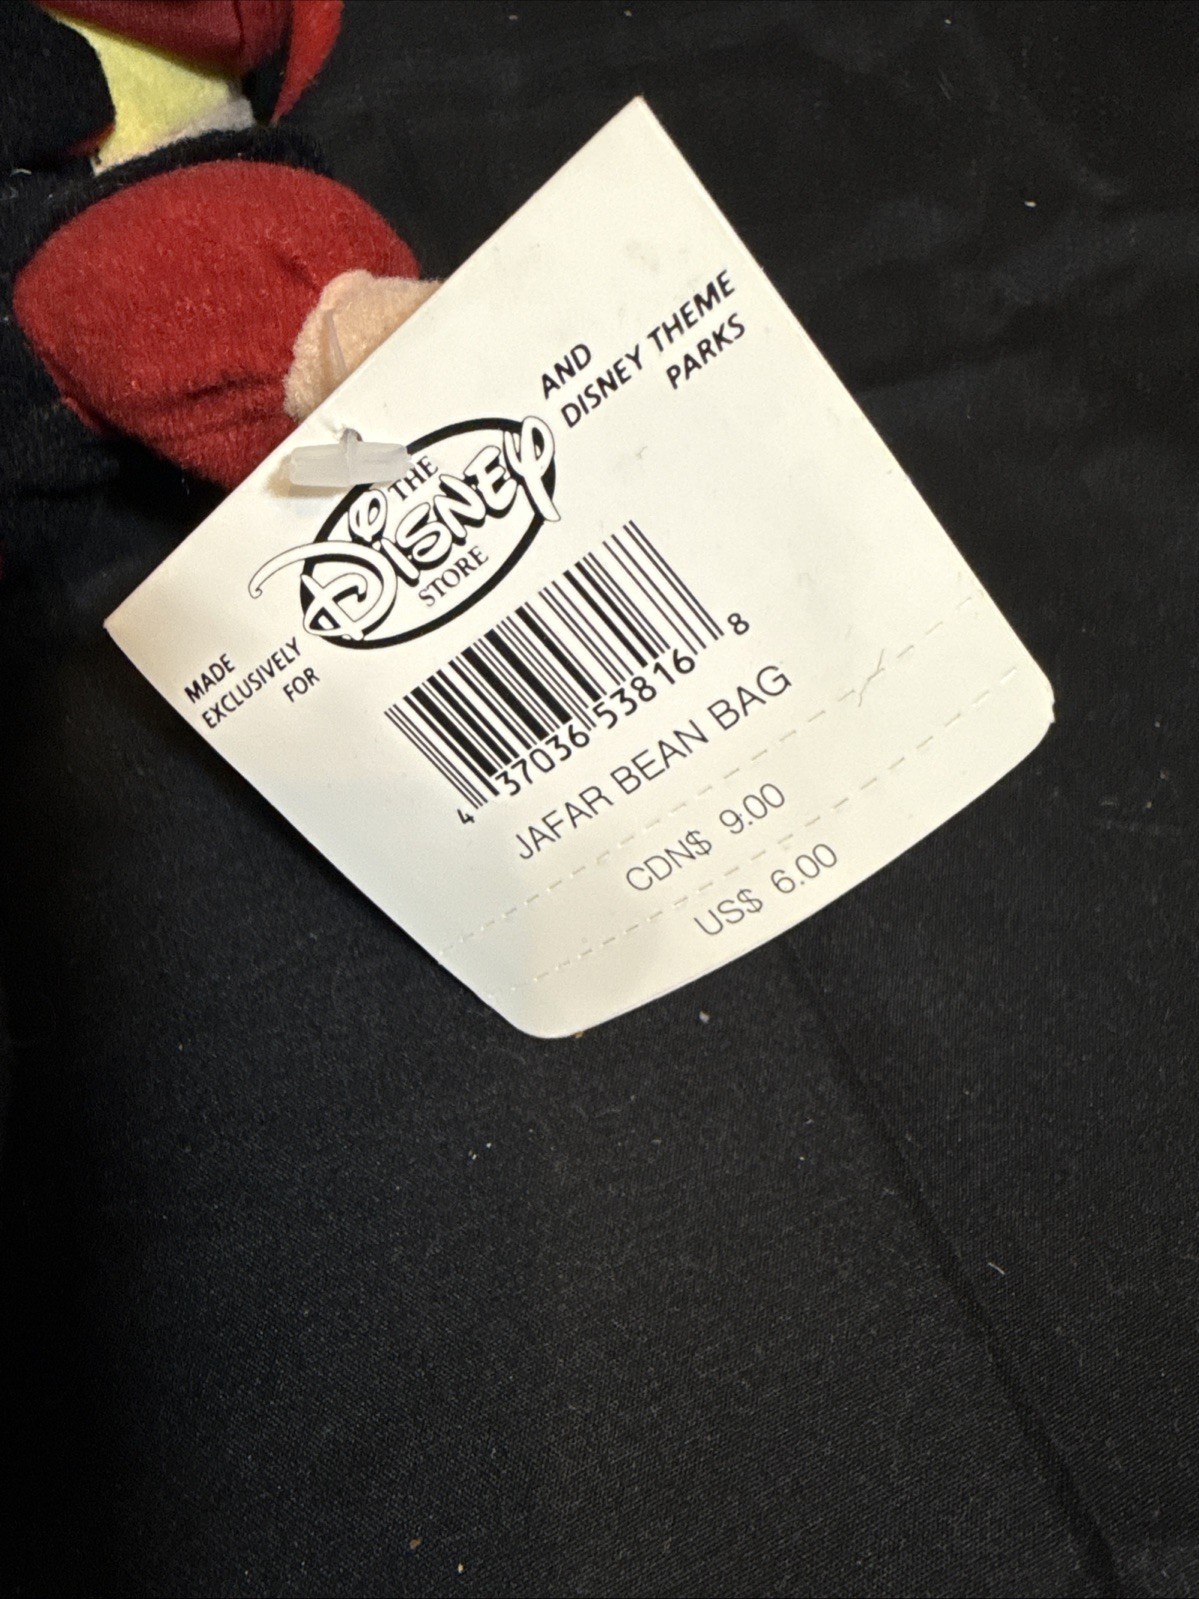 MADE
EXCLUSIVELY
FOR
THE
DISNEY
STORE
AND
DISNEY THEME
PARKS
4 37036 53816 8
JAFAR BEAN BAG
CDN$ 9.00
US$ 6.00